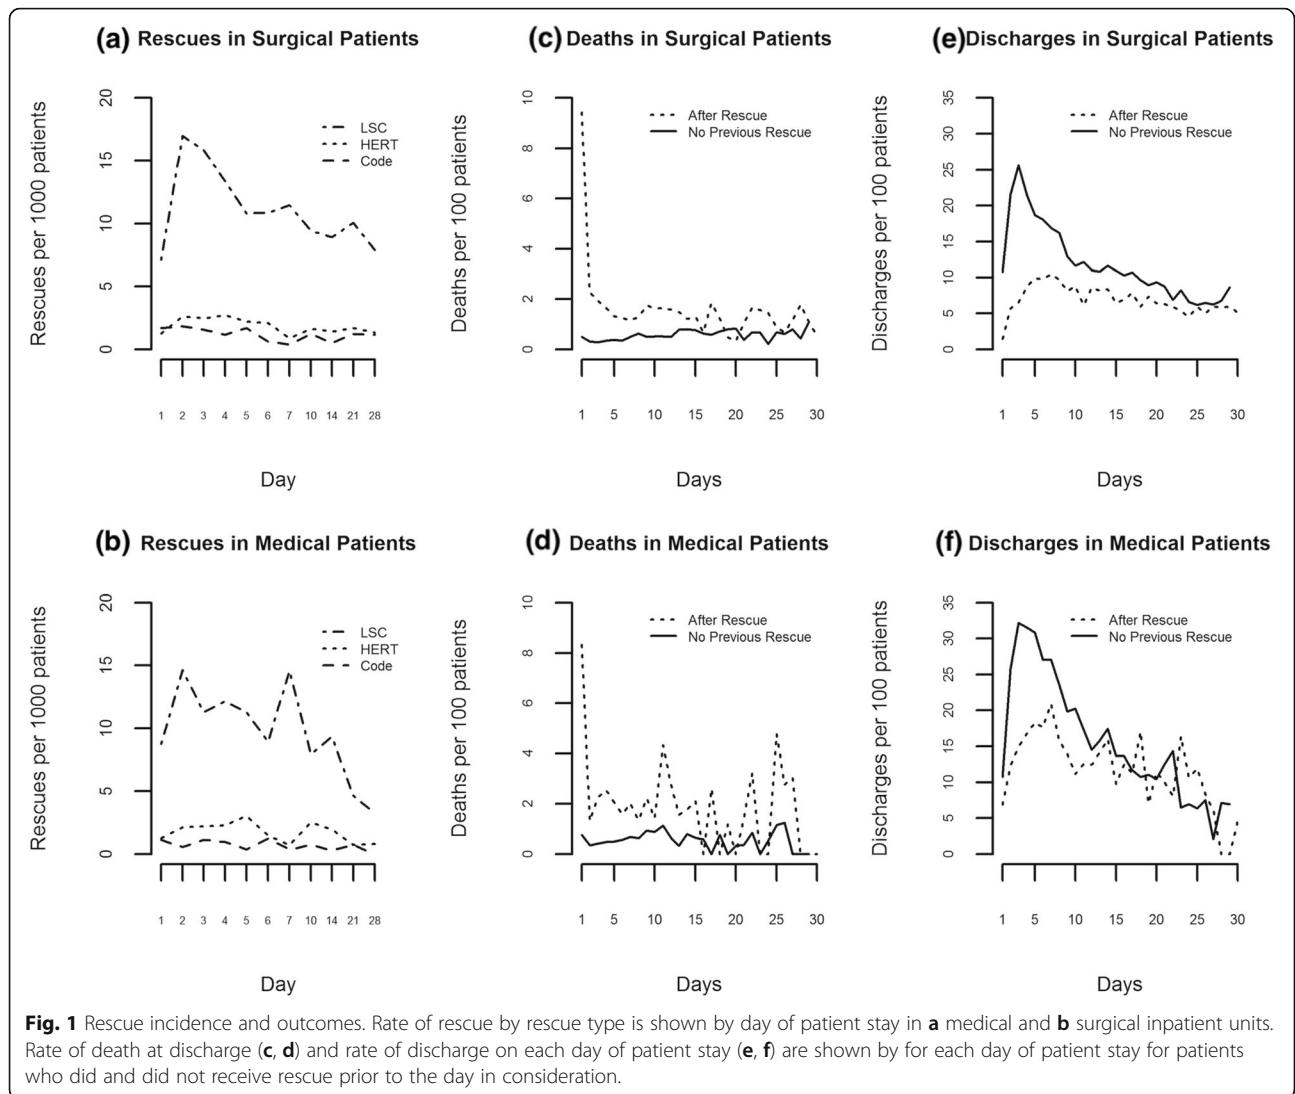 (a) Rescues in Surgical Patients
Rescues per 1000 patients
20
15
10
5
0
LSC
HERT
Code
1 2 3 4 5 6 7 10 14 21 28
Day
(c) Deaths in Surgical Patients
Deaths per 100 patients
10
8
6
4
2
0
After Rescue
No Previous Rescue
1 5 10 15 20 25 30
Days
(e)Discharges in Surgical Patients
Discharges per 100 patients
35
30
25
20
15
10
5
0
After Rescue
No Previous Rescue
1 5 10 15 20 25 30
Days
(b) Rescues in Medical Patients
Rescues per 1000 patients
20
15
10
5
0
LSC
HERT
Code
1 2 3 4 5 6 7 10 14 21 28
Day
(d) Deaths in Medical Patients
Deaths per 100 patients
10
8
6
4
2
0
After Rescue
No Previous Rescue
1 5 10 15 20 25 30
Days
(f) Discharges in Medical Patients
Discharges per 100 patients
35
30
25
20
15
10
5
0
After Rescue
No Previous Rescue
1 5 10 15 20 25 30
Days
Fig. 1 Rescue incidence and outcomes. Rate of rescue by rescue type is shown by day of patient stay in a medical and b surgical inpatient units.
Rate of death at discharge (c, d) and rate of discharge on each day of patient stay (e, f) are shown by for each day of patient stay for patients
who did and did not receive rescue prior to the day in consideration.